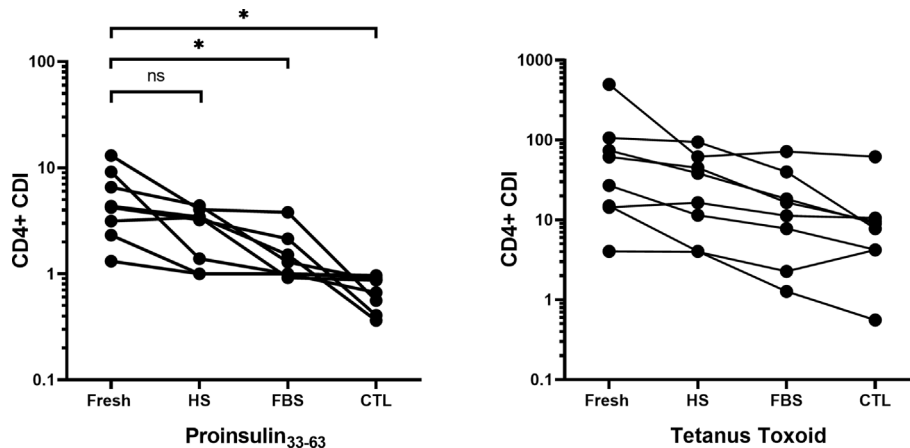 *
*
ns
100
10
1
0.1
CD4+ CDI
Fresh HS FBS CTL
Proinsulin33-63
1000
100
10
1
0.1
CD4+ CDI
Fresh HS FBS CTL
Tetanus Toxoid